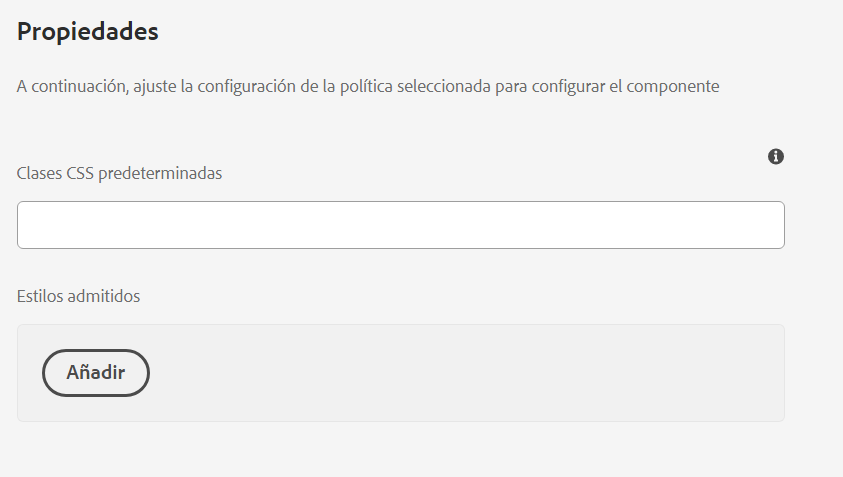 Propiedades
A continuación, ajuste la configuración de la política seleccionada para configurar el componente
Clases CSS predeterminadas
Estilos admitidos
Añadir